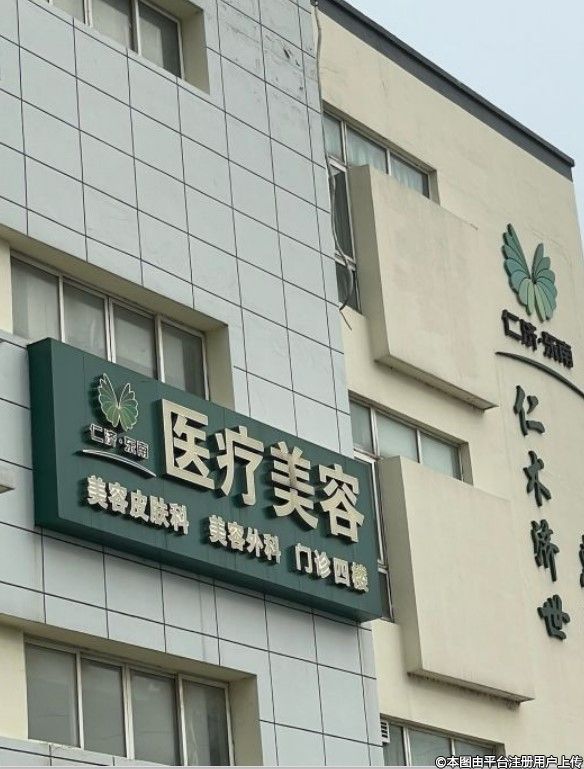 仁济·东南
医疗美容
美容皮肤科 美容外科 门诊四楼
仁济·东南
仁术济世
©本图由平台注册用户上传